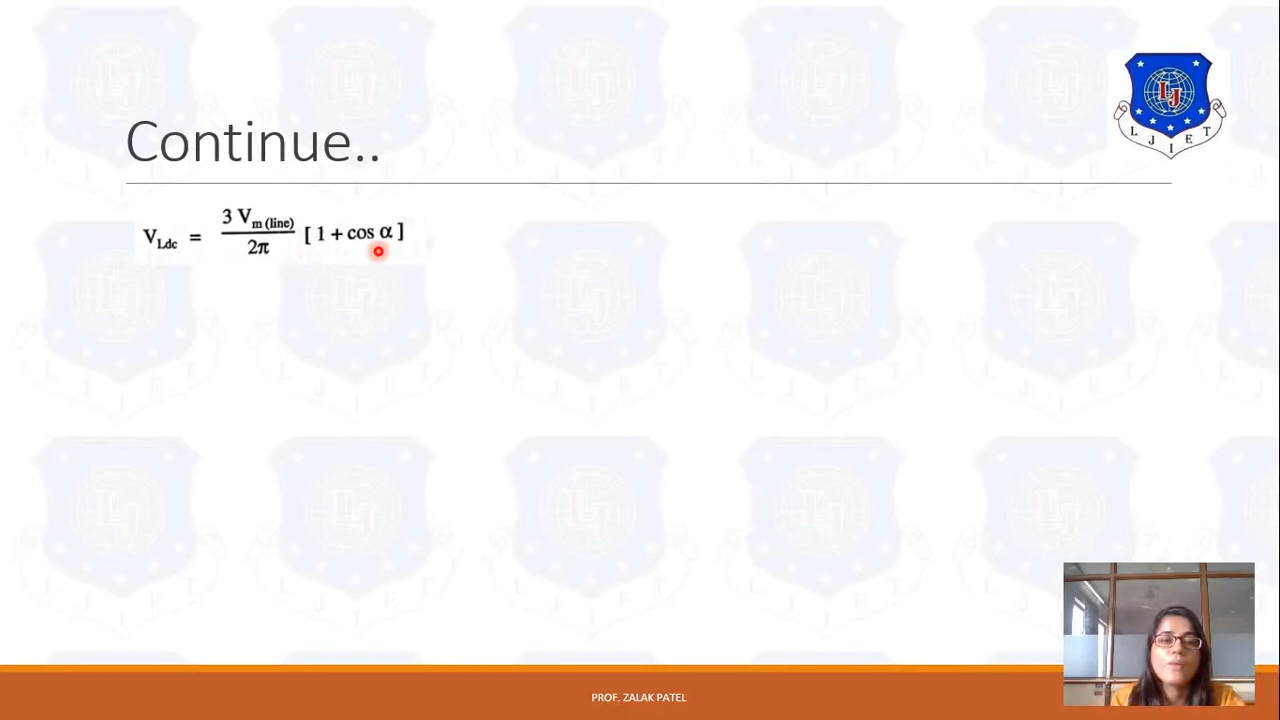 L J I E T
Continue..
V_Ldc = 3 V_m (line) / 2π [ 1 + cos α ]
PROF. ZALAK PATEL